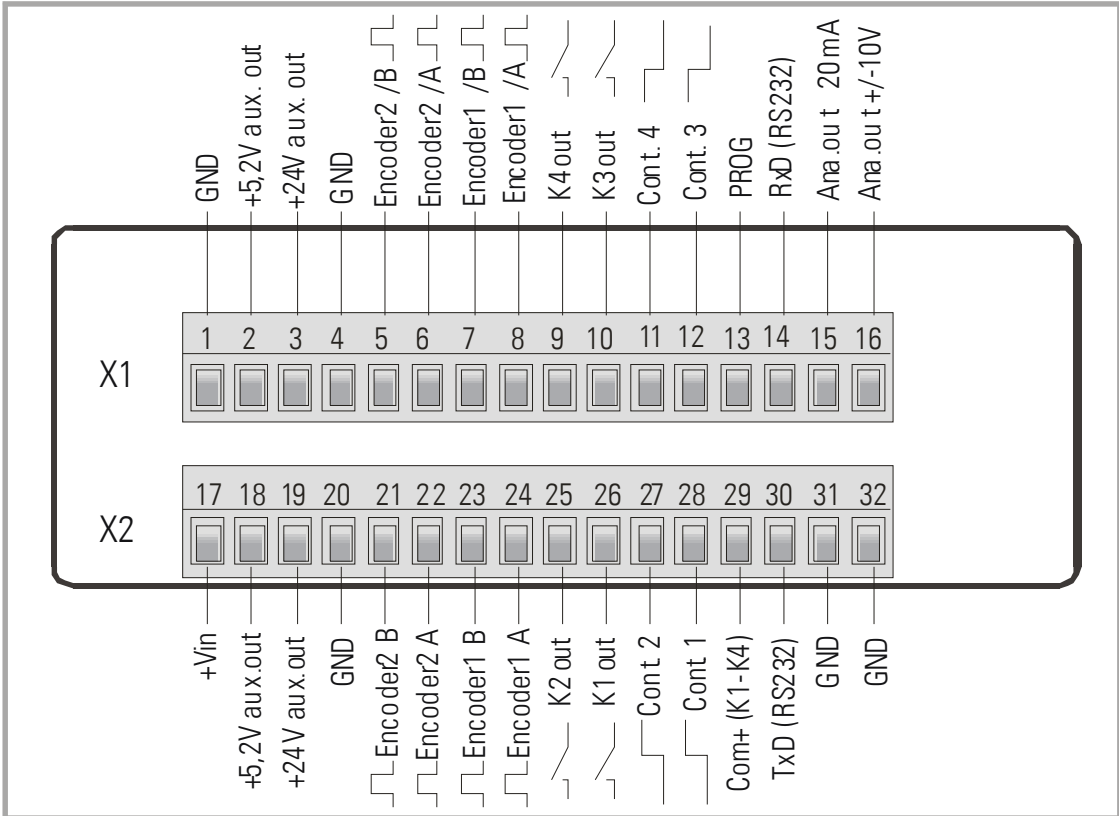 GND
+5,2V aux. out
+24V aux. out
GND
Encoder2 /B
Encoder2 /A
Encoder1 /B
Encoder1 /A
K4 out
K3 out
Cont. 4
Cont. 3
PROG
RxD (RS232)
Ana.out 20mA
Ana.out +/-10V
X1
1 2 3 4 5 6 7 8 9 10 11 12 13 14 15 16
X2
17 18 19 20 21 22 23 24 25 26 27 28 29 30 31 32
+Vin
+5,2V aux.out
+24V aux.out
GND
Encoder2 B
Encoder2 A
Encoder1 B
Encoder1 A
K2 out
K1 out
Cont 2
Cont 1
Com+ (K1-K4)
TxD (RS232)
GND
GND